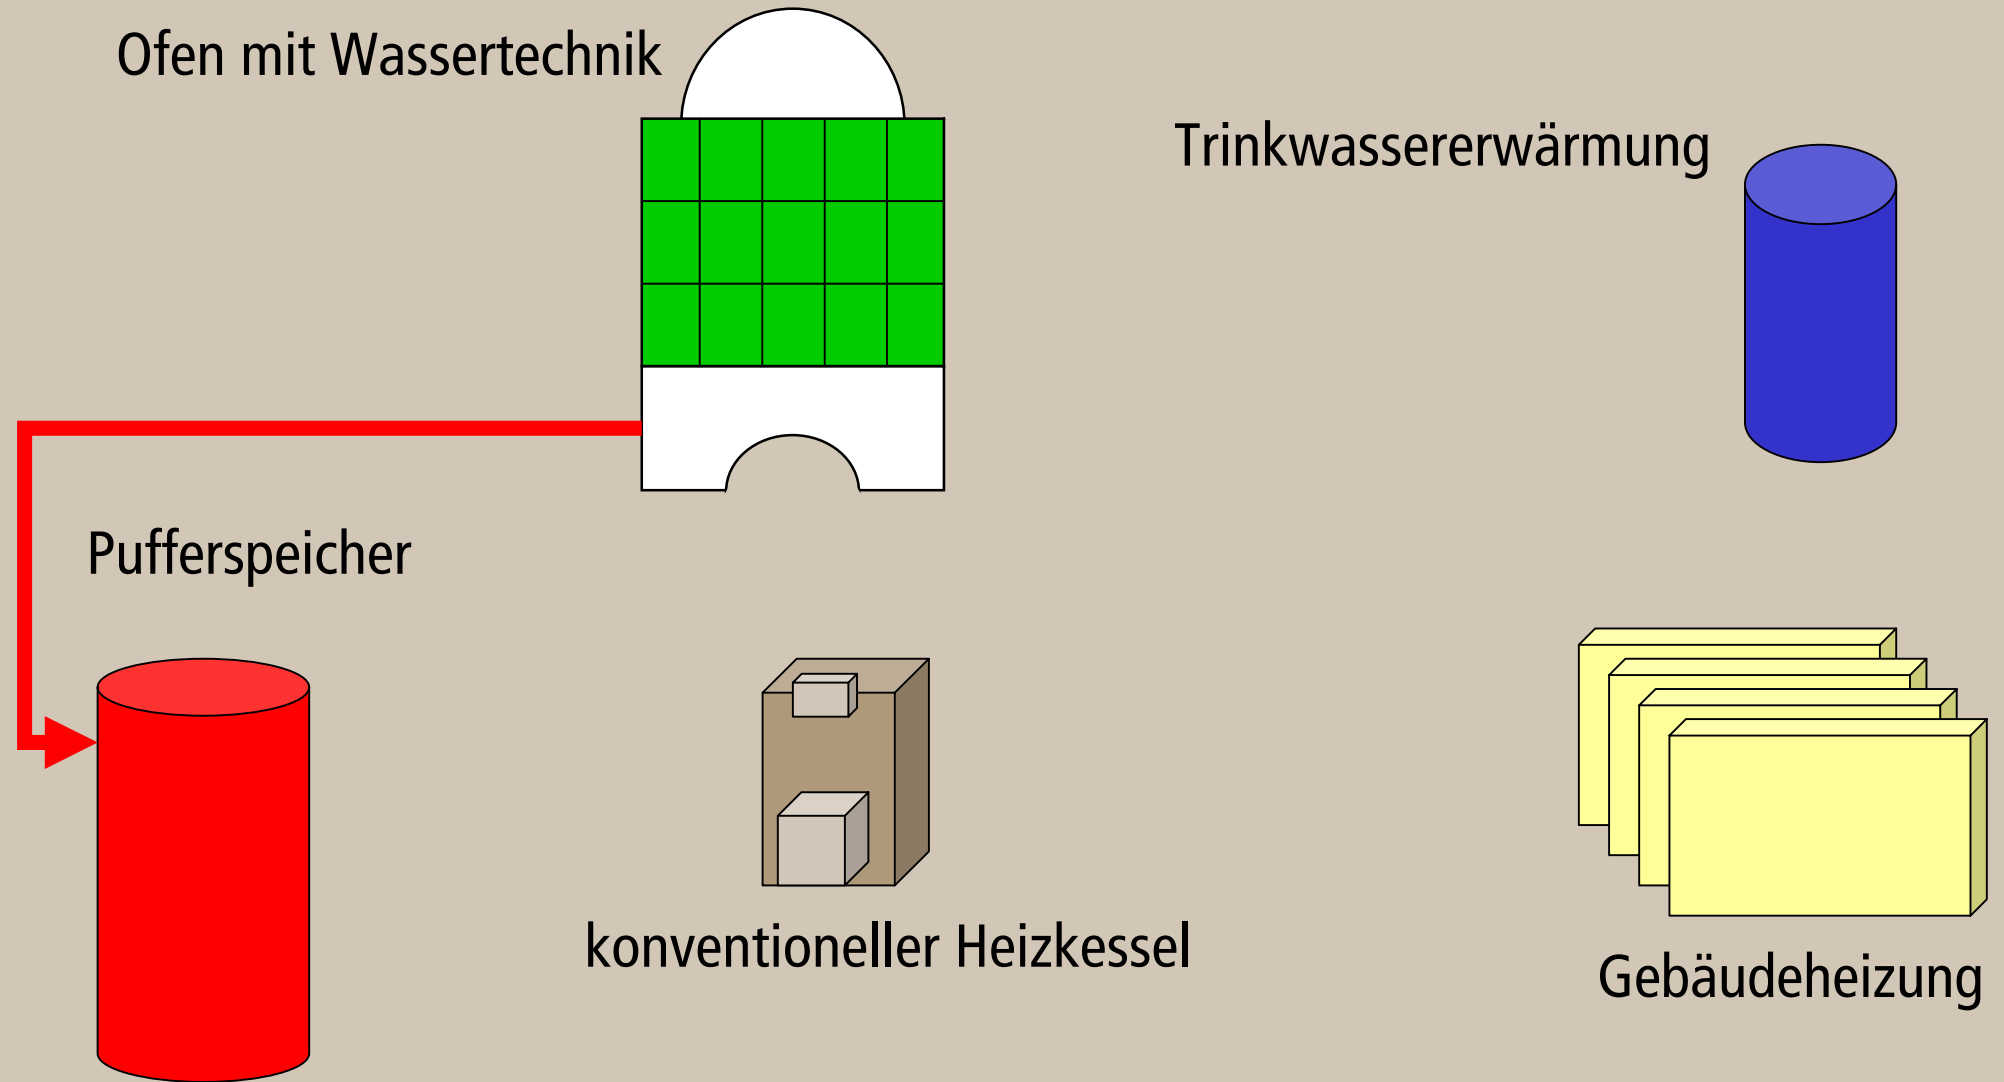 Ofen mit Wassertechnik
Trinkwassererwärmung
Pufferspeicher
konventioneller Heizkessel
Gebäudeheizung